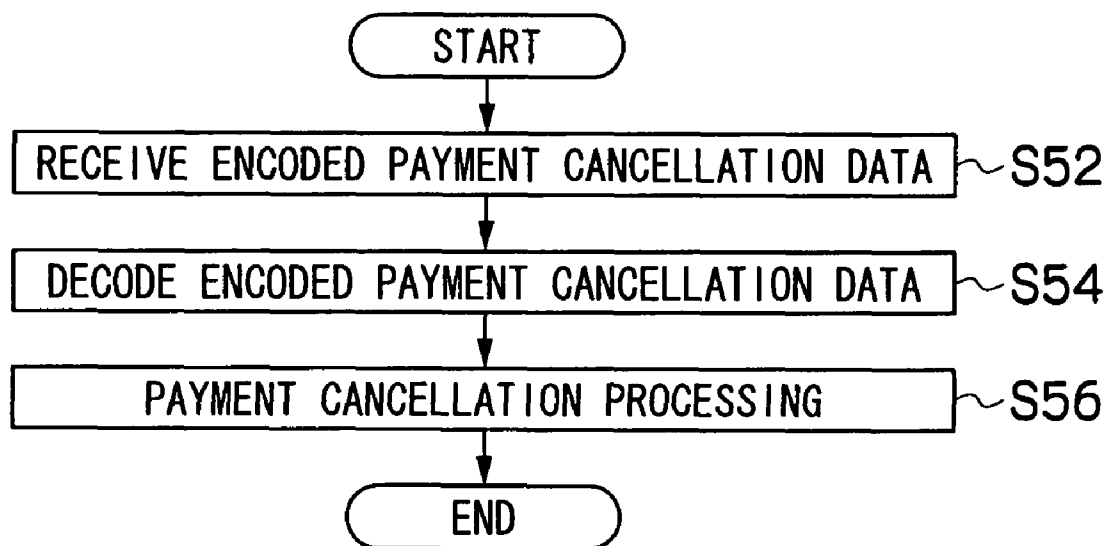 START
RECEIVE ENCODED PAYMENT CANCELLATION DATA S52
DECODE ENCODED PAYMENT CANCELLATION DATA S54
PAYMENT CANCELLATION PROCESSING S56
END